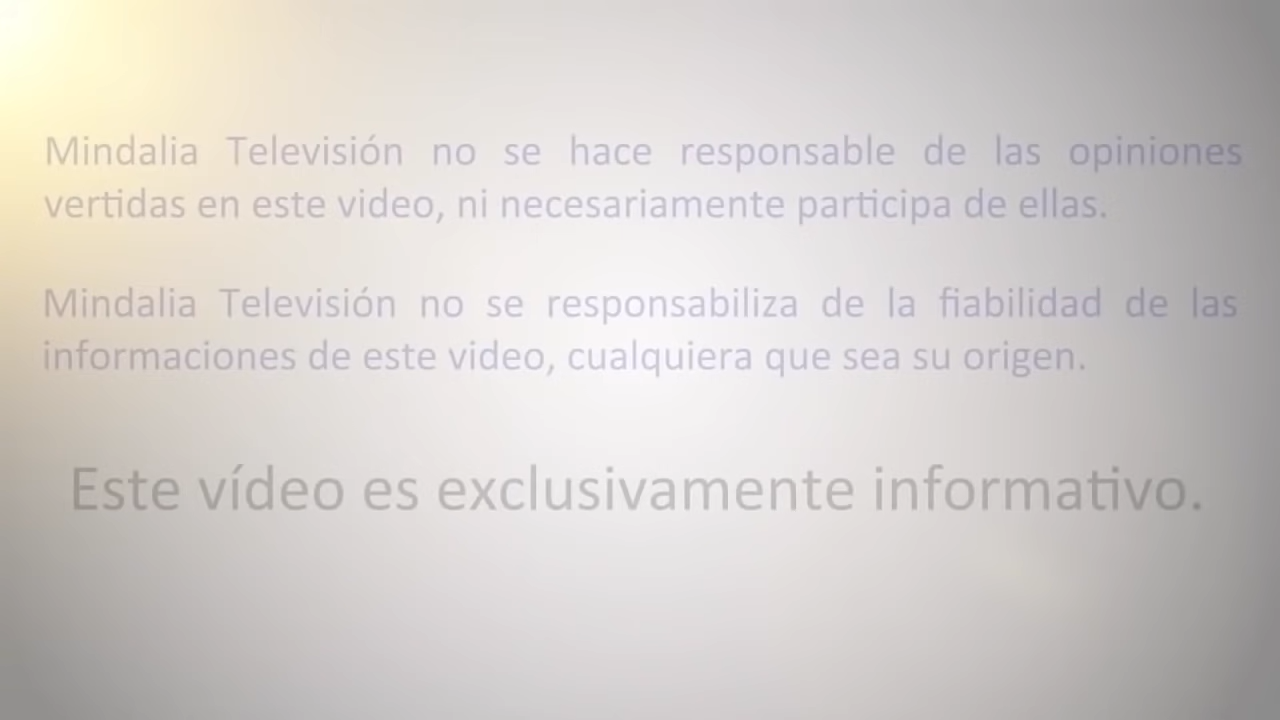 Mindalia Televisión no se hace responsable de las opiniones
vertidas en este video, ni necesariamente participa de ellas.
Mindalia Televisión no se responsabiliza de la fiabilidad de las
informaciones de este video, cualquiera que sea su origen.
Este vídeo es exclusivamente informativo.